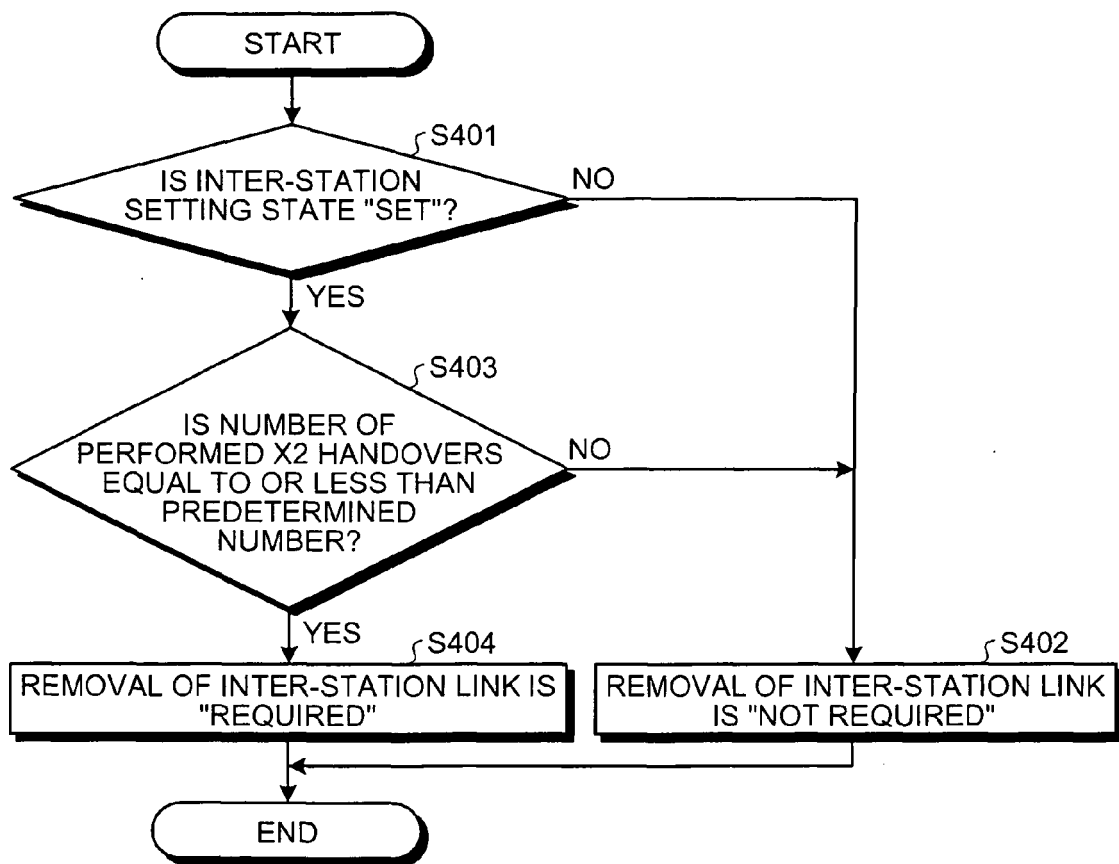 START
S401
IS INTER-STATION
SETTING STATE "SET"?
NO
YES
S403
IS NUMBER OF
PERFORMED X2 HANDOVERS
EQUAL TO OR LESS THAN
PREDETERMINED
NUMBER?
NO
YES
S404
REMOVAL OF INTER-STATION LINK IS
"REQUIRED"
S402
REMOVAL OF INTER-STATION LINK
IS "NOT REQUIRED"
END